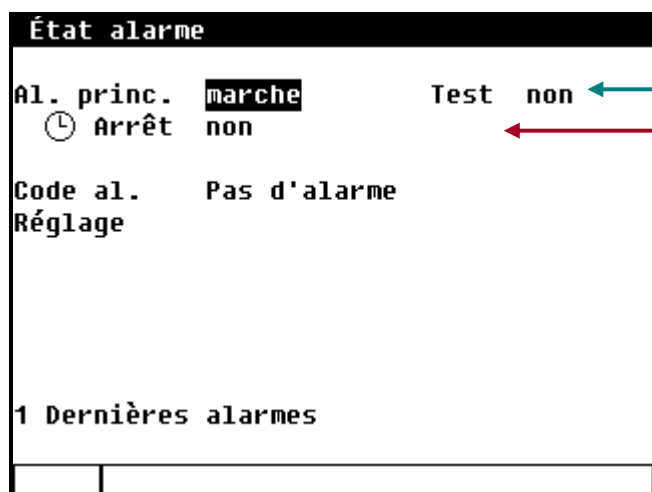 État alarme
Al. princ. marche Test non
Arrêt non
Code al. Pas d'alarme
Réglage
1 Dernières alarmes